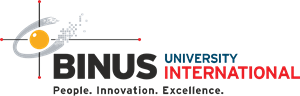 BINUS UNIVERSITY
INTERNATIONAL
People. Innovation. Excellence.